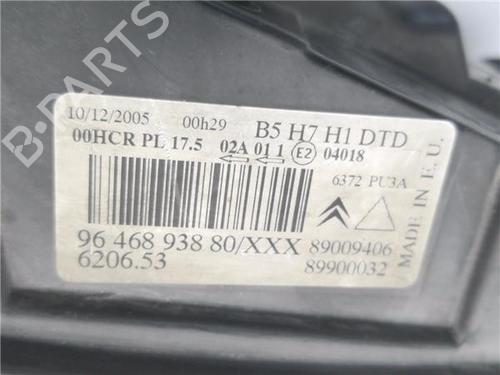 B-PARTS
10/12/2005 00h29 B5 H7 H1 DTD
00HCR PL 17.5 02A 01 1 E2 04018
6372 PU3A
MADE IN E.U.
96 468 938 80/XXX 89009406
6206.53 89900032